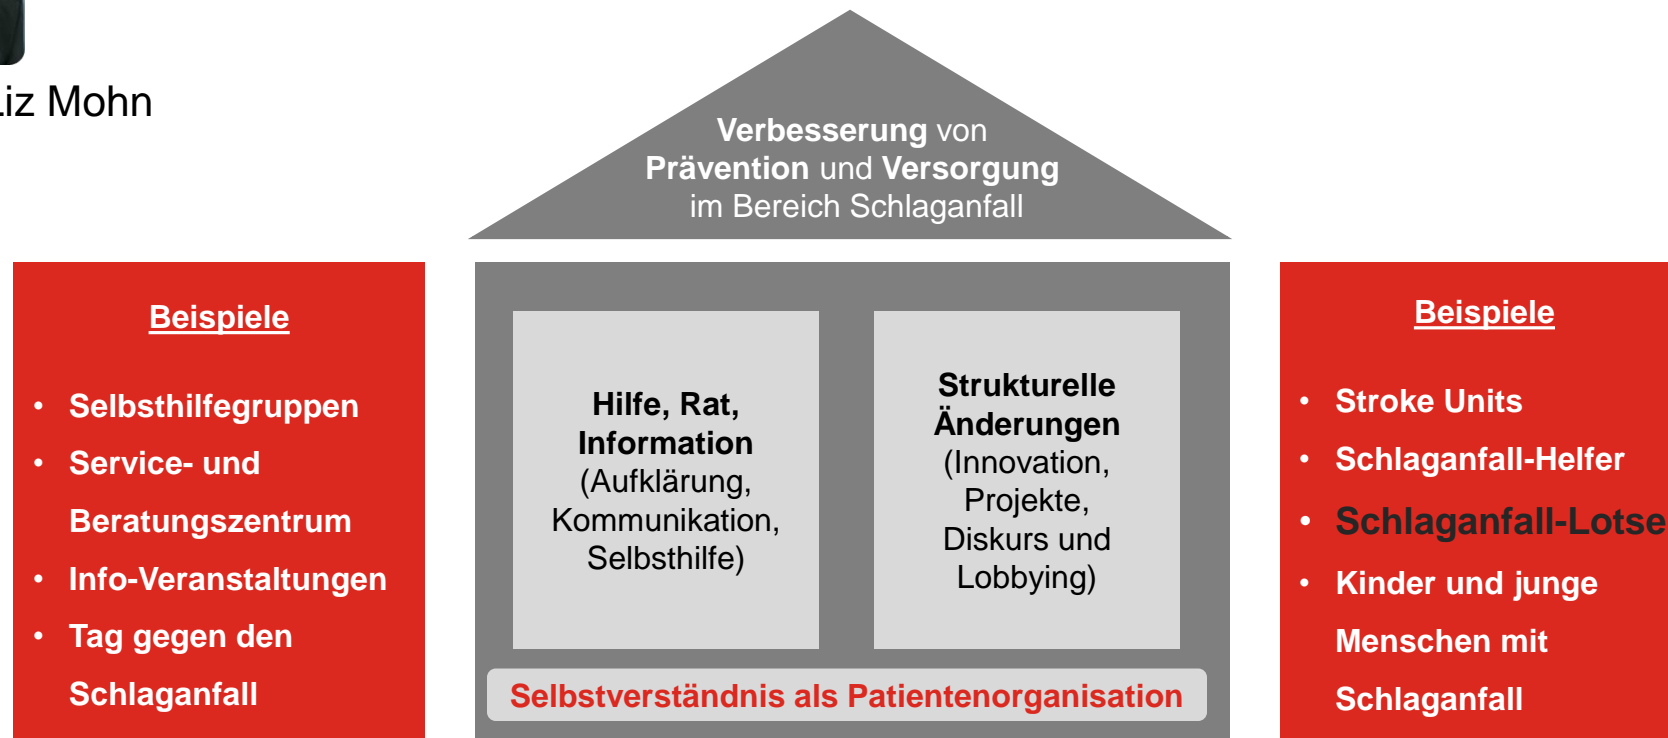 Liz Mohn
Verbesserung von
Prävention und Versorgung
im Bereich Schlaganfall
Beispiele
• Selbsthilfegruppen
• Service- und
Beratungszentrum
• Info-Veranstaltungen
• Tag gegen den
Schlaganfall
Hilfe, Rat,
Information
(Aufklärung,
Kommunikation,
Selbsthilfe)
Strukturelle
Änderungen
(Innovation,
Projekte,
Diskurs und
Lobbying)
Selbstverständnis als Patientenorganisation
Beispiele
• Stroke Units
• Schlaganfall-Helfer
• Schlaganfall-Lotse
• Kinder und junge
Menschen mit
Schlaganfall